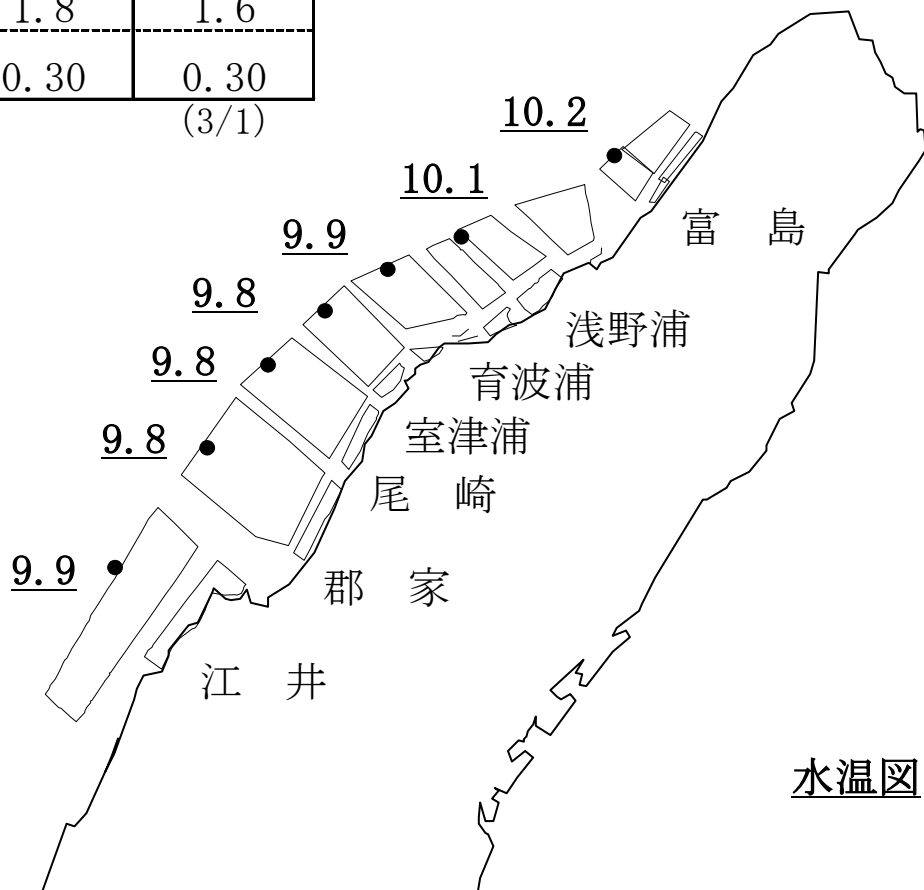 1.8 1.6
0.30 0.30
(3/1)
10.2
10.1
富 島
9.9
9.8
浅野浦
9.8
育波浦
9.8
室津浦
尾 崎
9.9
郡 家
江 井
水温図